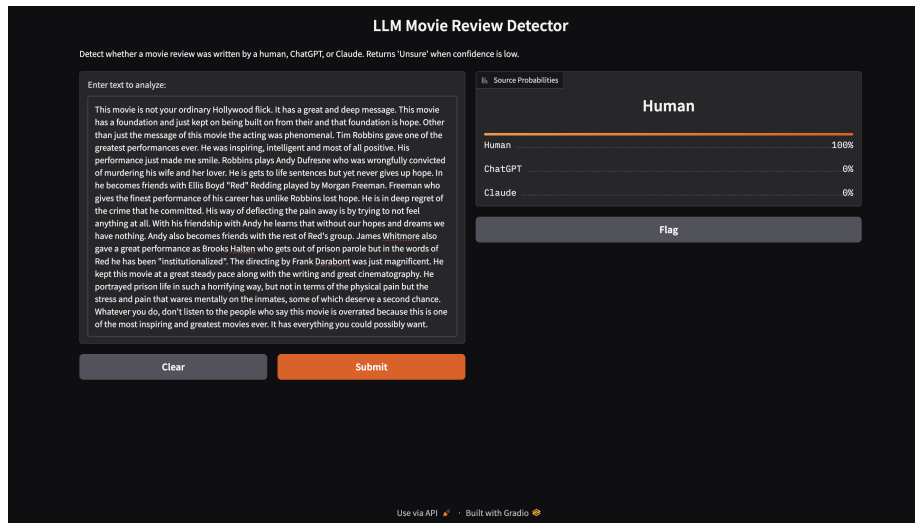 LLM Movie Review Detector
Detect whether a movie review was written by a human, ChatGPT, or Claude. Returns 'Unsure' when confidence is low.
Enter text to analyze:
This movie is not your ordinary Hollywood flick. It has a great and deep message. This movie
has a foundation and just kept on being built on from their and that foundation is hope. Other
than just the message of this movie the acting was phenomenal. Tim Robbins gave one of the
greatest performances ever. He was inspiring, intelligent and most of all positive. His
performance just made me smile. Robbins plays Andy Dufresne who was wrongfully convicted
of murdering his wife and her lover. He is gets to life sentences but yet never gives up hope. In
he becomes friends with Ellis Boyd "Red" Redding played by Morgan Freeman. Freeman who
gives the finest performance of his career has unlike Robbins lost hope. He is in deep regret of
the crime that he committed. His way of deflecting the pain away is by trying to not feel
anything at all. With his friendship with Andy he learns that without our hopes and dreams we
have nothing. Andy also becomes friends with the rest of Red's group. James Whitmore also
gave a great performance as Brooks Halten who gets out of prison parole but in the words of
Red he has been "institutionalized". The directing by Frank Darabont was just magnificent. He
kept this movie at a great steady pace along with the writing and great cinematography. He
portrayed prison life in such a horrifying way, but not in terms of the physical pain but the
stress and pain that wares mentally on the inmates, some of which deserve a second chance.
Whatever you do, don't listen to the people who say this movie is overrated because this is one
of the most inspiring and greatest movies ever. It has everything you could possibly want.
Clear
Submit
Source Probabilities
Human
Human 100%
ChatGPT 0%
Claude 0%
Flag
Use via API · Built with Gradio